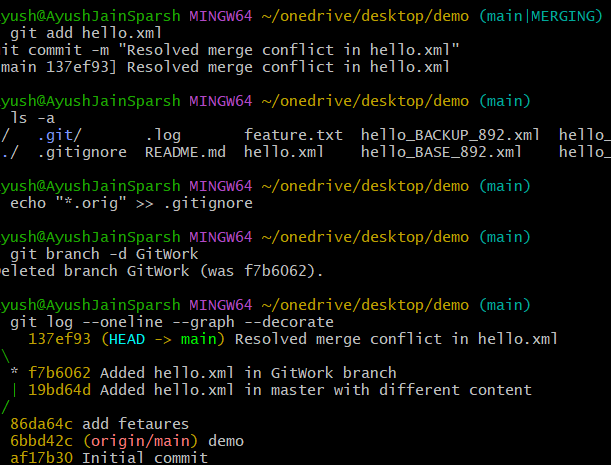 yush@AyushJainSparsh MINGW64 ~/onedrive/desktop/demo (main|MERGING)
git add hello.xml
it commit -m "Resolved merge conflict in hello.xml"
main 137ef93] Resolved merge conflict in hello.xml
yush@AyushJainSparsh MINGW64 ~/onedrive/desktop/demo (main)
ls -a
/ .git/ .log feature.txt hello_BACKUP_892.xml hello_
./ .gitignore README.md hello.xml hello_BASE_892.xml hello_
yush@AyushJainSparsh MINGW64 ~/onedrive/desktop/demo (main)
echo "*.orig" >> .gitignore
yush@AyushJainSparsh MINGW64 ~/onedrive/desktop/demo (main)
git branch -d GitWork
eleted branch GitWork (was f7b6062).
yush@AyushJainSparsh MINGW64 ~/onedrive/desktop/demo (main)
git log --oneline --graph --decorate
137ef93 (HEAD -> main) Resolved merge conflict in hello.xml
\
* f7b6062 Added hello.xml in GitWork branch
| 19bd64d Added hello.xml in master with different content
/
86da64c add fetaures
6bbd42c (origin/main) demo
af17b30 Initial commit